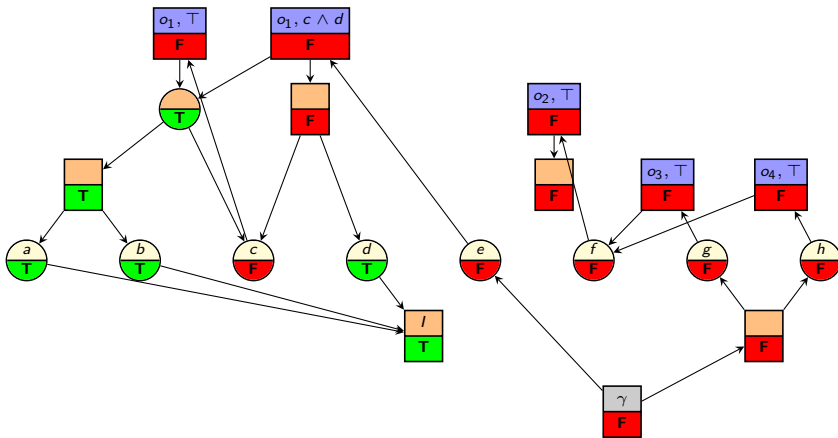 o₁, ⊤
F
o₁, c ∧ d
F
T
F
o₂, ⊤
F
T
F
o₃, ⊤
F
o₄, ⊤
F
a
T
b
T
c
F
d
T
e
F
f
F
g
F
h
F
I
T
F
γ
F